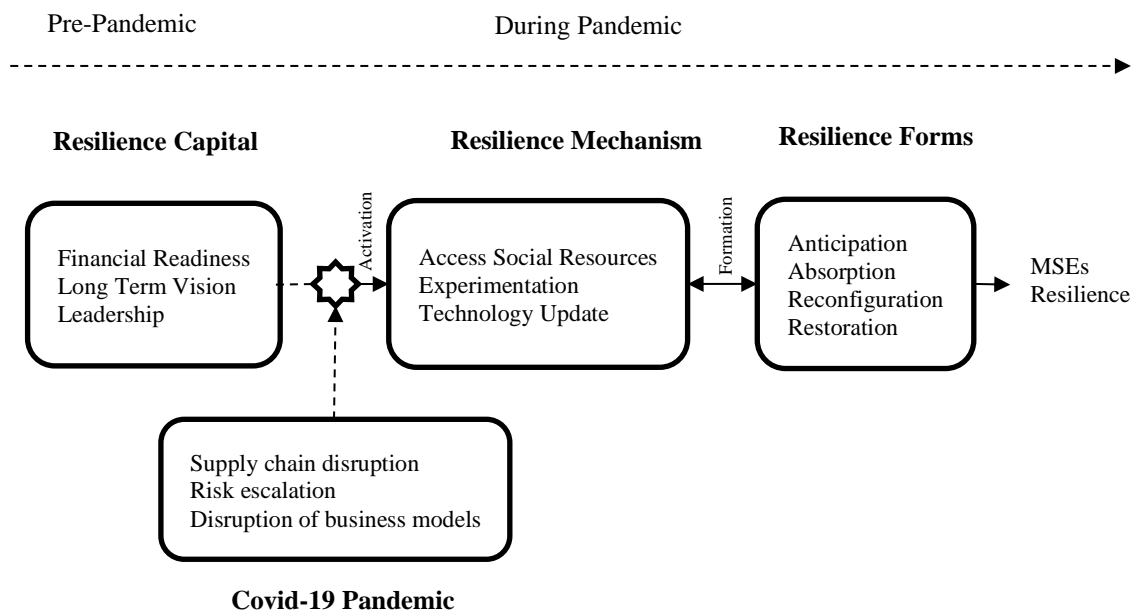 Pre-Pandemic
During Pandemic
Resilience Capital
Resilience Mechanism
Resilience Forms
Financial Readiness
Long Term Vision
Leadership
Activation
Access Social Resources
Experimentation
Technology Update
Formation
Anticipation
Absorption
Reconfiguration
Restoration
MSEs
Resilience
Supply chain disruption
Risk escalation
Disruption of business models
Covid-19 Pandemic